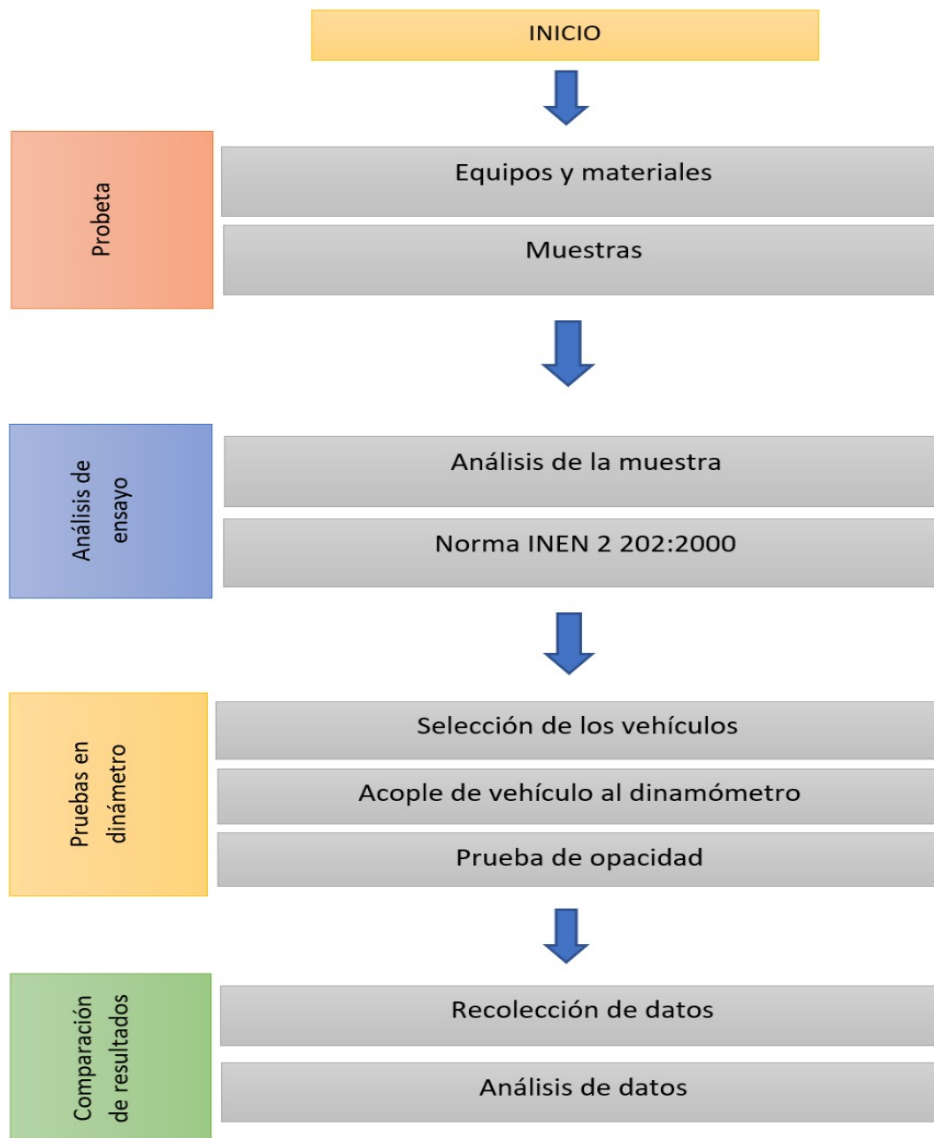 INICIO
Probeta
Equipos y materiales
Muestras
Análisis de
ensayo
Análisis de la muestra
Norma INEN 2 202:2000
Pruebas en
dinámetro
Selección de los vehículos
Acople de vehículo al dinamómetro
Prueba de opacidad
Comparación
de resultados
Recolección de datos
Análisis de datos